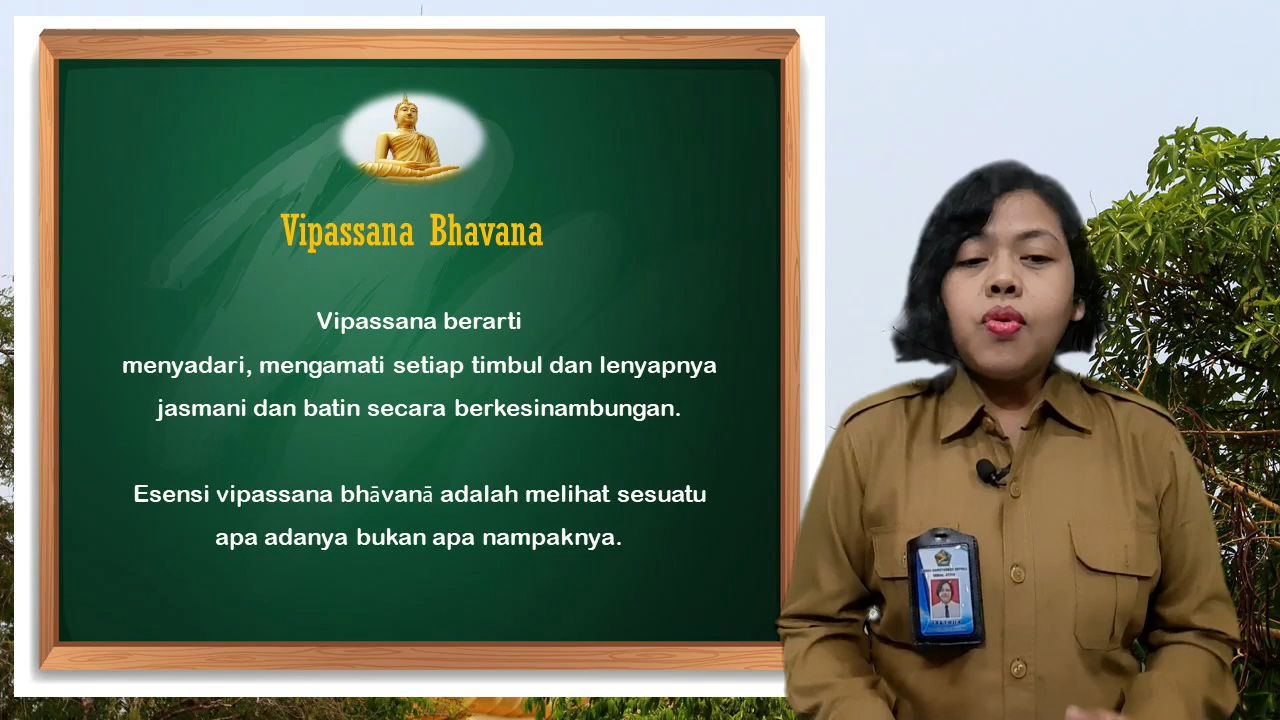 Vipassana Bhavana
Vipassana berarti
menyadari, mengamati setiap timbul dan lenyapnya
jasmani dan batin secara berkesinambungan.
Esensi vipassana bhāvanā adalah melihat sesuatu
apa adanya bukan apa nampaknya.